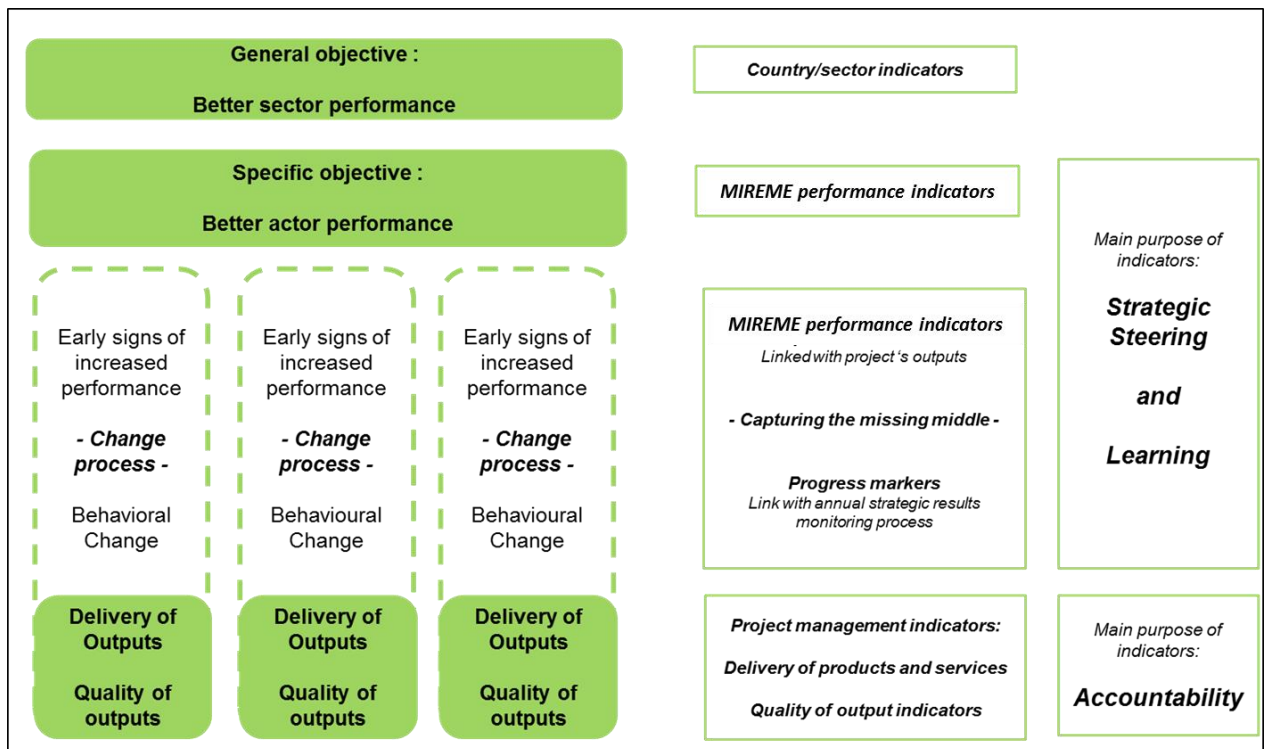 General objective :
Better sector performance
Country/sector indicators
Specific objective :
Better actor performance
MIREME performance indicators
Early signs of
increased
performance
- Change
process -
Behavioral
Change
Early signs of
increased
performance
- Change
process -
Behavioural
Change
Early signs of
increased
performance
- Change
process -
Behavioural
Change
MIREME performance indicators
Linked with project‘s outputs
- Capturing the missing middle -
Progress markers
Link with annual strategic results
monitoring process
Main purpose of
indicators:
Strategic
Steering
and
Learning
Delivery of
Outputs
Quality of
outputs
Delivery of
Outputs
Quality of
outputs
Delivery of
Outputs
Quality of
outputs
Project management indicators:
Delivery of products and services
Quality of output indicators
Main purpose of
indicators:
Accountability